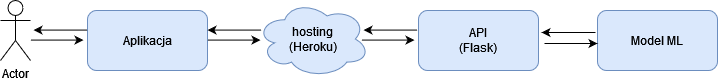 Actor
Aplikacja
hosting
(Heroku)
API
(Flask)
Model ML